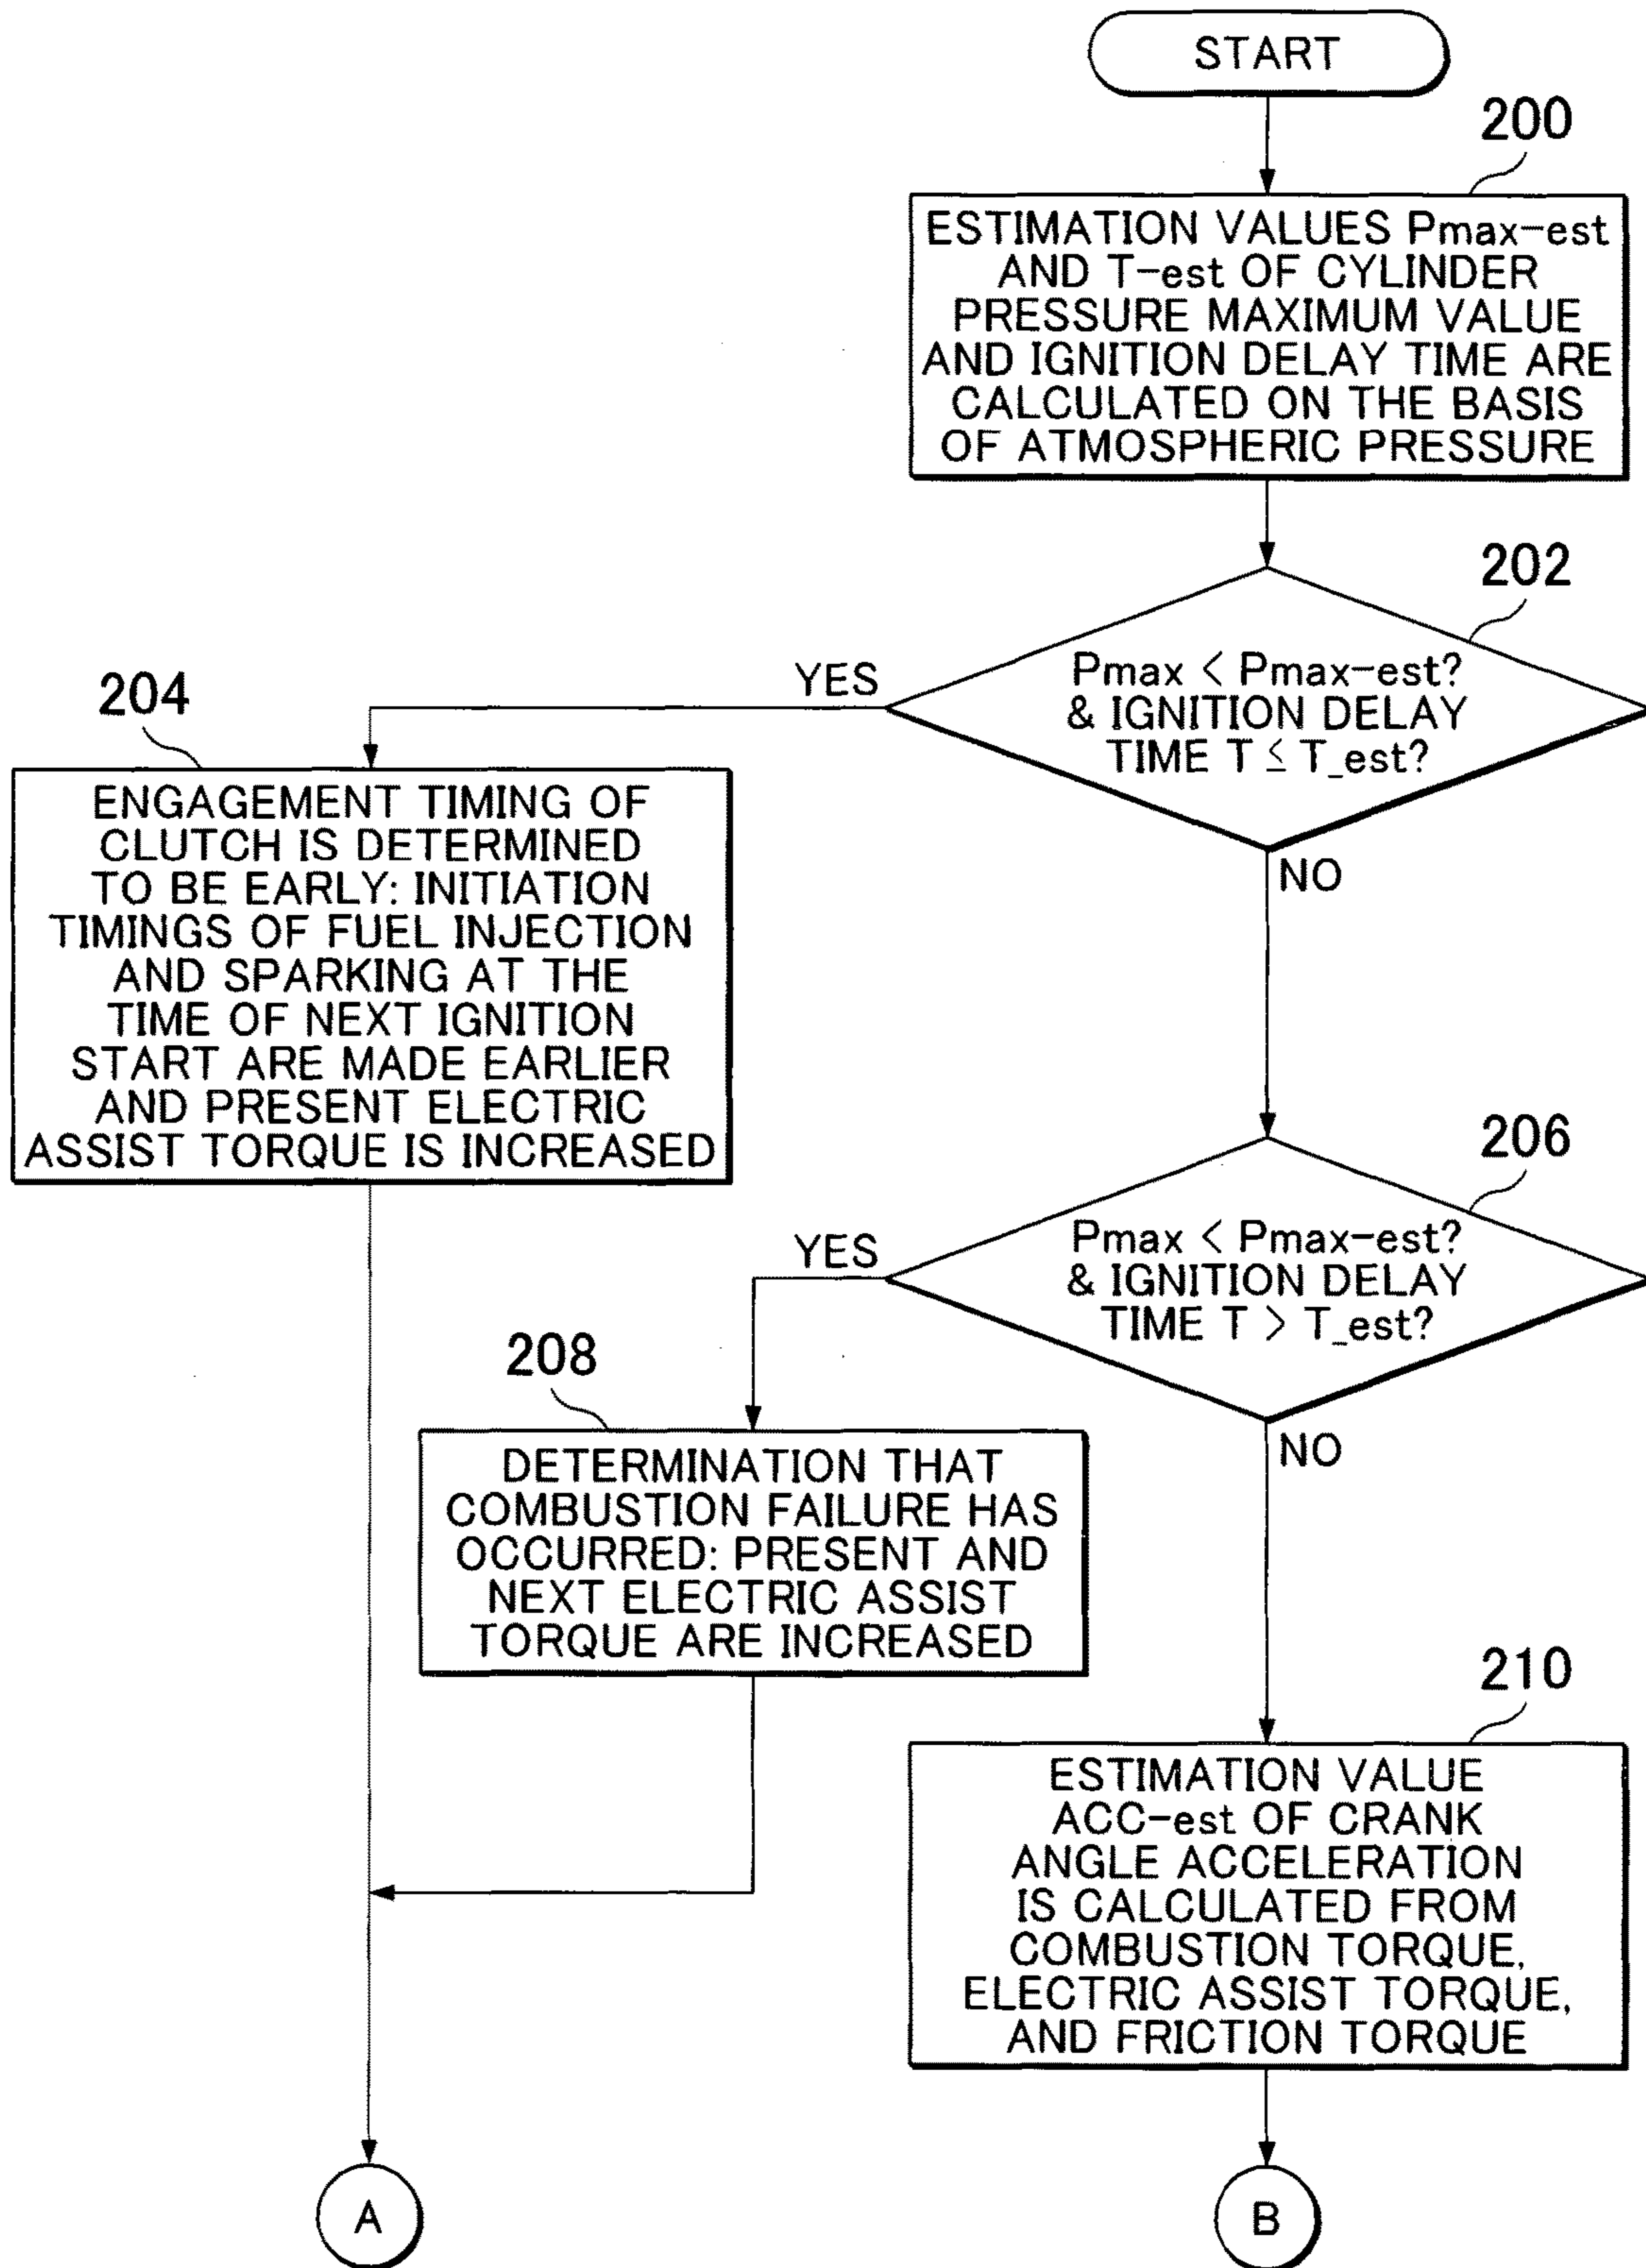 START
200
ESTIMATION VALUES Pmax-est
AND T-est OF CYLINDER
PRESSURE MAXIMUM VALUE
AND IGNITION DELAY TIME ARE
CALCULATED ON THE BASIS
OF ATMOSPHERIC PRESSURE
202
Pmax < Pmax-est?
& IGNITION DELAY
TIME T ≤ T_est?
YES
NO
204
ENGAGEMENT TIMING OF
CLUTCH IS DETERMINED
TO BE EARLY: INITIATION
TIMINGS OF FUEL INJECTION
AND SPARKING AT THE
TIME OF NEXT IGNITION
START ARE MADE EARLIER
AND PRESENT ELECTRIC
ASSIST TORQUE IS INCREASED
206
Pmax < Pmax-est?
& IGNITION DELAY
TIME T > T_est?
YES
NO
208
DETERMINATION THAT
COMBUSTION FAILURE HAS
OCCURRED: PRESENT AND
NEXT ELECTRIC ASSIST
TORQUE ARE INCREASED
210
ESTIMATION VALUE
ACC-est OF CRANK
ANGLE ACCELERATION
IS CALCULATED FROM
COMBUSTION TORQUE,
ELECTRIC ASSIST TORQUE,
AND FRICTION TORQUE
A
B